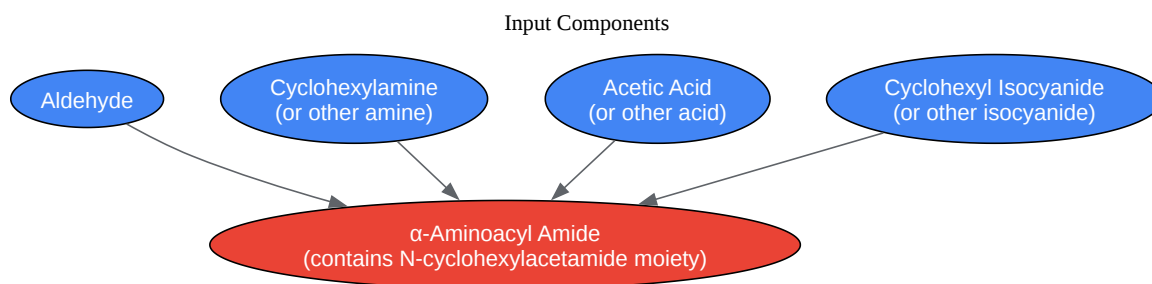 Input Components
Aldehyde
Cyclohexylamine
(or other amine)
Acetic Acid
(or other acid)
Cyclohexyl Isocyanide
(or other isocyanide)
α-Aminoacyl Amide
(contains N-cyclohexylacetamide moiety)